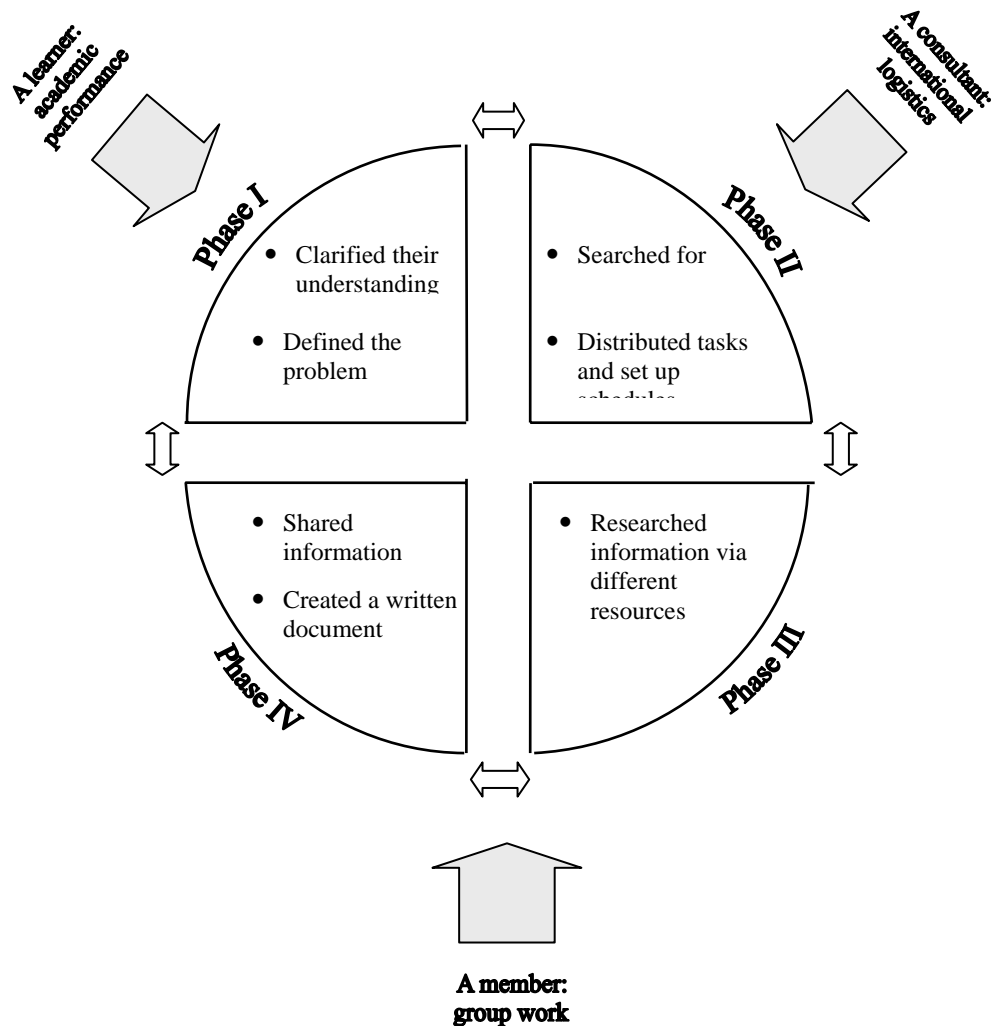 A learner:
academic
performance
A consultant:
international
logistics
Phase I
Phase II
• Clarified their
understanding
• Defined the
problem
• Searched for
• Distributed tasks
and set up
schedules
• Shared
information
• Created a written
document
• Researched
information via
different
resources
Phase IV
Phase III
A member:
group work